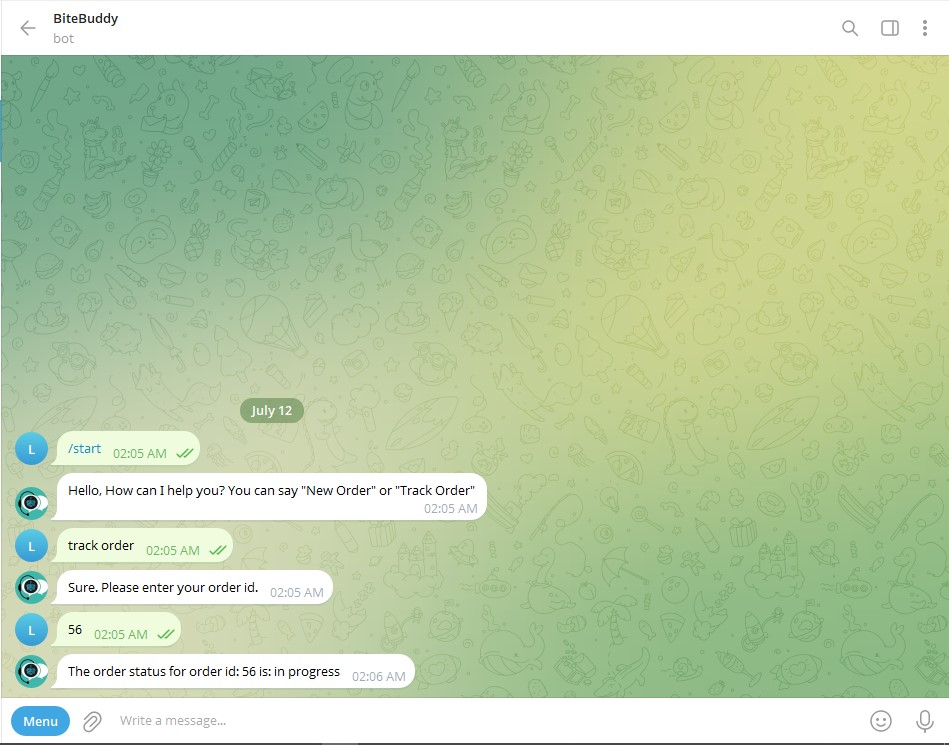 BiteBuddy
bot
July 12
L
/start 02:05 AM
Hello, How can I help you? You can say "New Order" or "Track Order"
02:05 AM
L
track order 02:05 AM
Sure. Please enter your order id. 02:05 AM
L
56 02:05 AM
The order status for order id: 56 is: in progress 02:06 AM
Menu
Write a message...